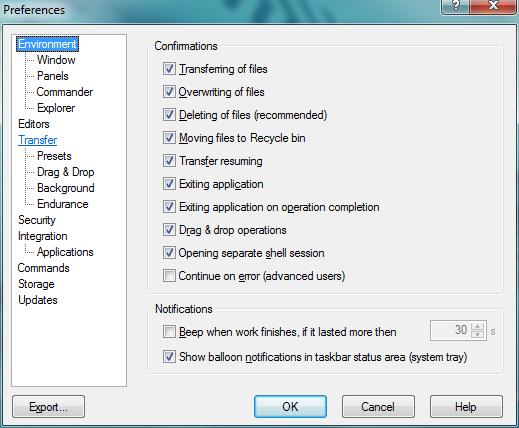 Preferences
Environment
Window
Panels
Commander
Explorer
Editors
Transfer
Presets
Drag & Drop
Background
Endurance
Security
Integration
Applications
Commands
Storage
Updates
Confirmations
Transferring of files
Overwriting of files
Deleting of files (recommended)
Moving files to Recycle bin
Transfer resuming
Exiting application
Exiting application on operation completion
Drag & drop operations
Opening separate shell session
Continue on error (advanced users)
Notifications
Beep when work finishes, if it lasted more then 30 s
Show balloon notifications in taskbar status area (system tray)
Export... OK Cancel Help